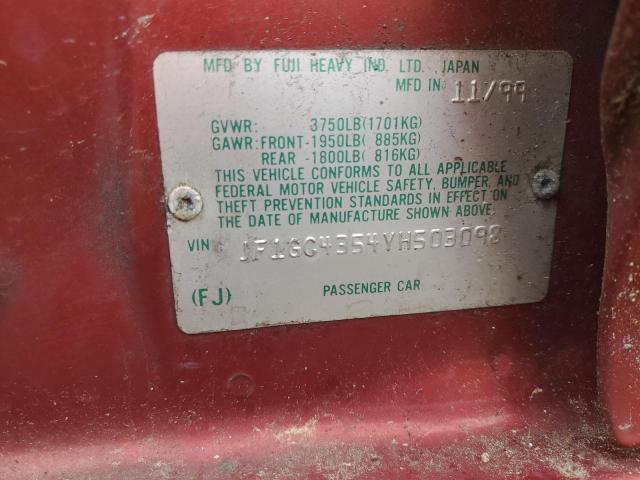 MFD BY FUJI HEAVY IND. LTD. JAPAN
MFD IN 11/99
GVWR: 3750LB(1701KG)
GAWR: FRONT-1950LB( 885KG)
REAR -1800LB( 816KG)
THIS VEHICLE CONFORMS TO ALL APPLICABLE
FEDERAL MOTOR VEHICLE SAFETY, BUMPER, AND
THEFT PREVENTION STANDARDS IN EFFECT ON
THE DATE OF MANUFACTURE SHOWN ABOVE.
VIN JF1GC4354YH503098
(FJ) PASSENGER CAR